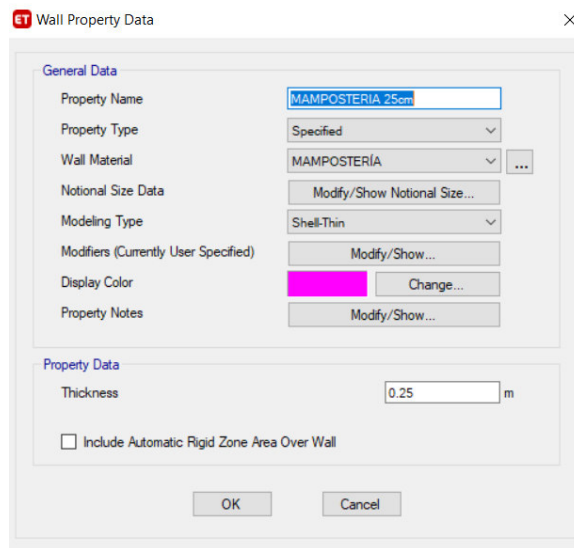 ET Wall Property Data
General Data
Property Name MAMPOSTERIA 25cm
Property Type Specified
Wall Material MAMPOSTERÍA ...
Notional Size Data Modify/Show Notional Size...
Modeling Type Shell-Thin
Modifiers (Currently User Specified) Modify/Show...
Display Color Change...
Property Notes Modify/Show...
Property Data
Thickness 0.25 m
Include Automatic Rigid Zone Area Over Wall
OK Cancel